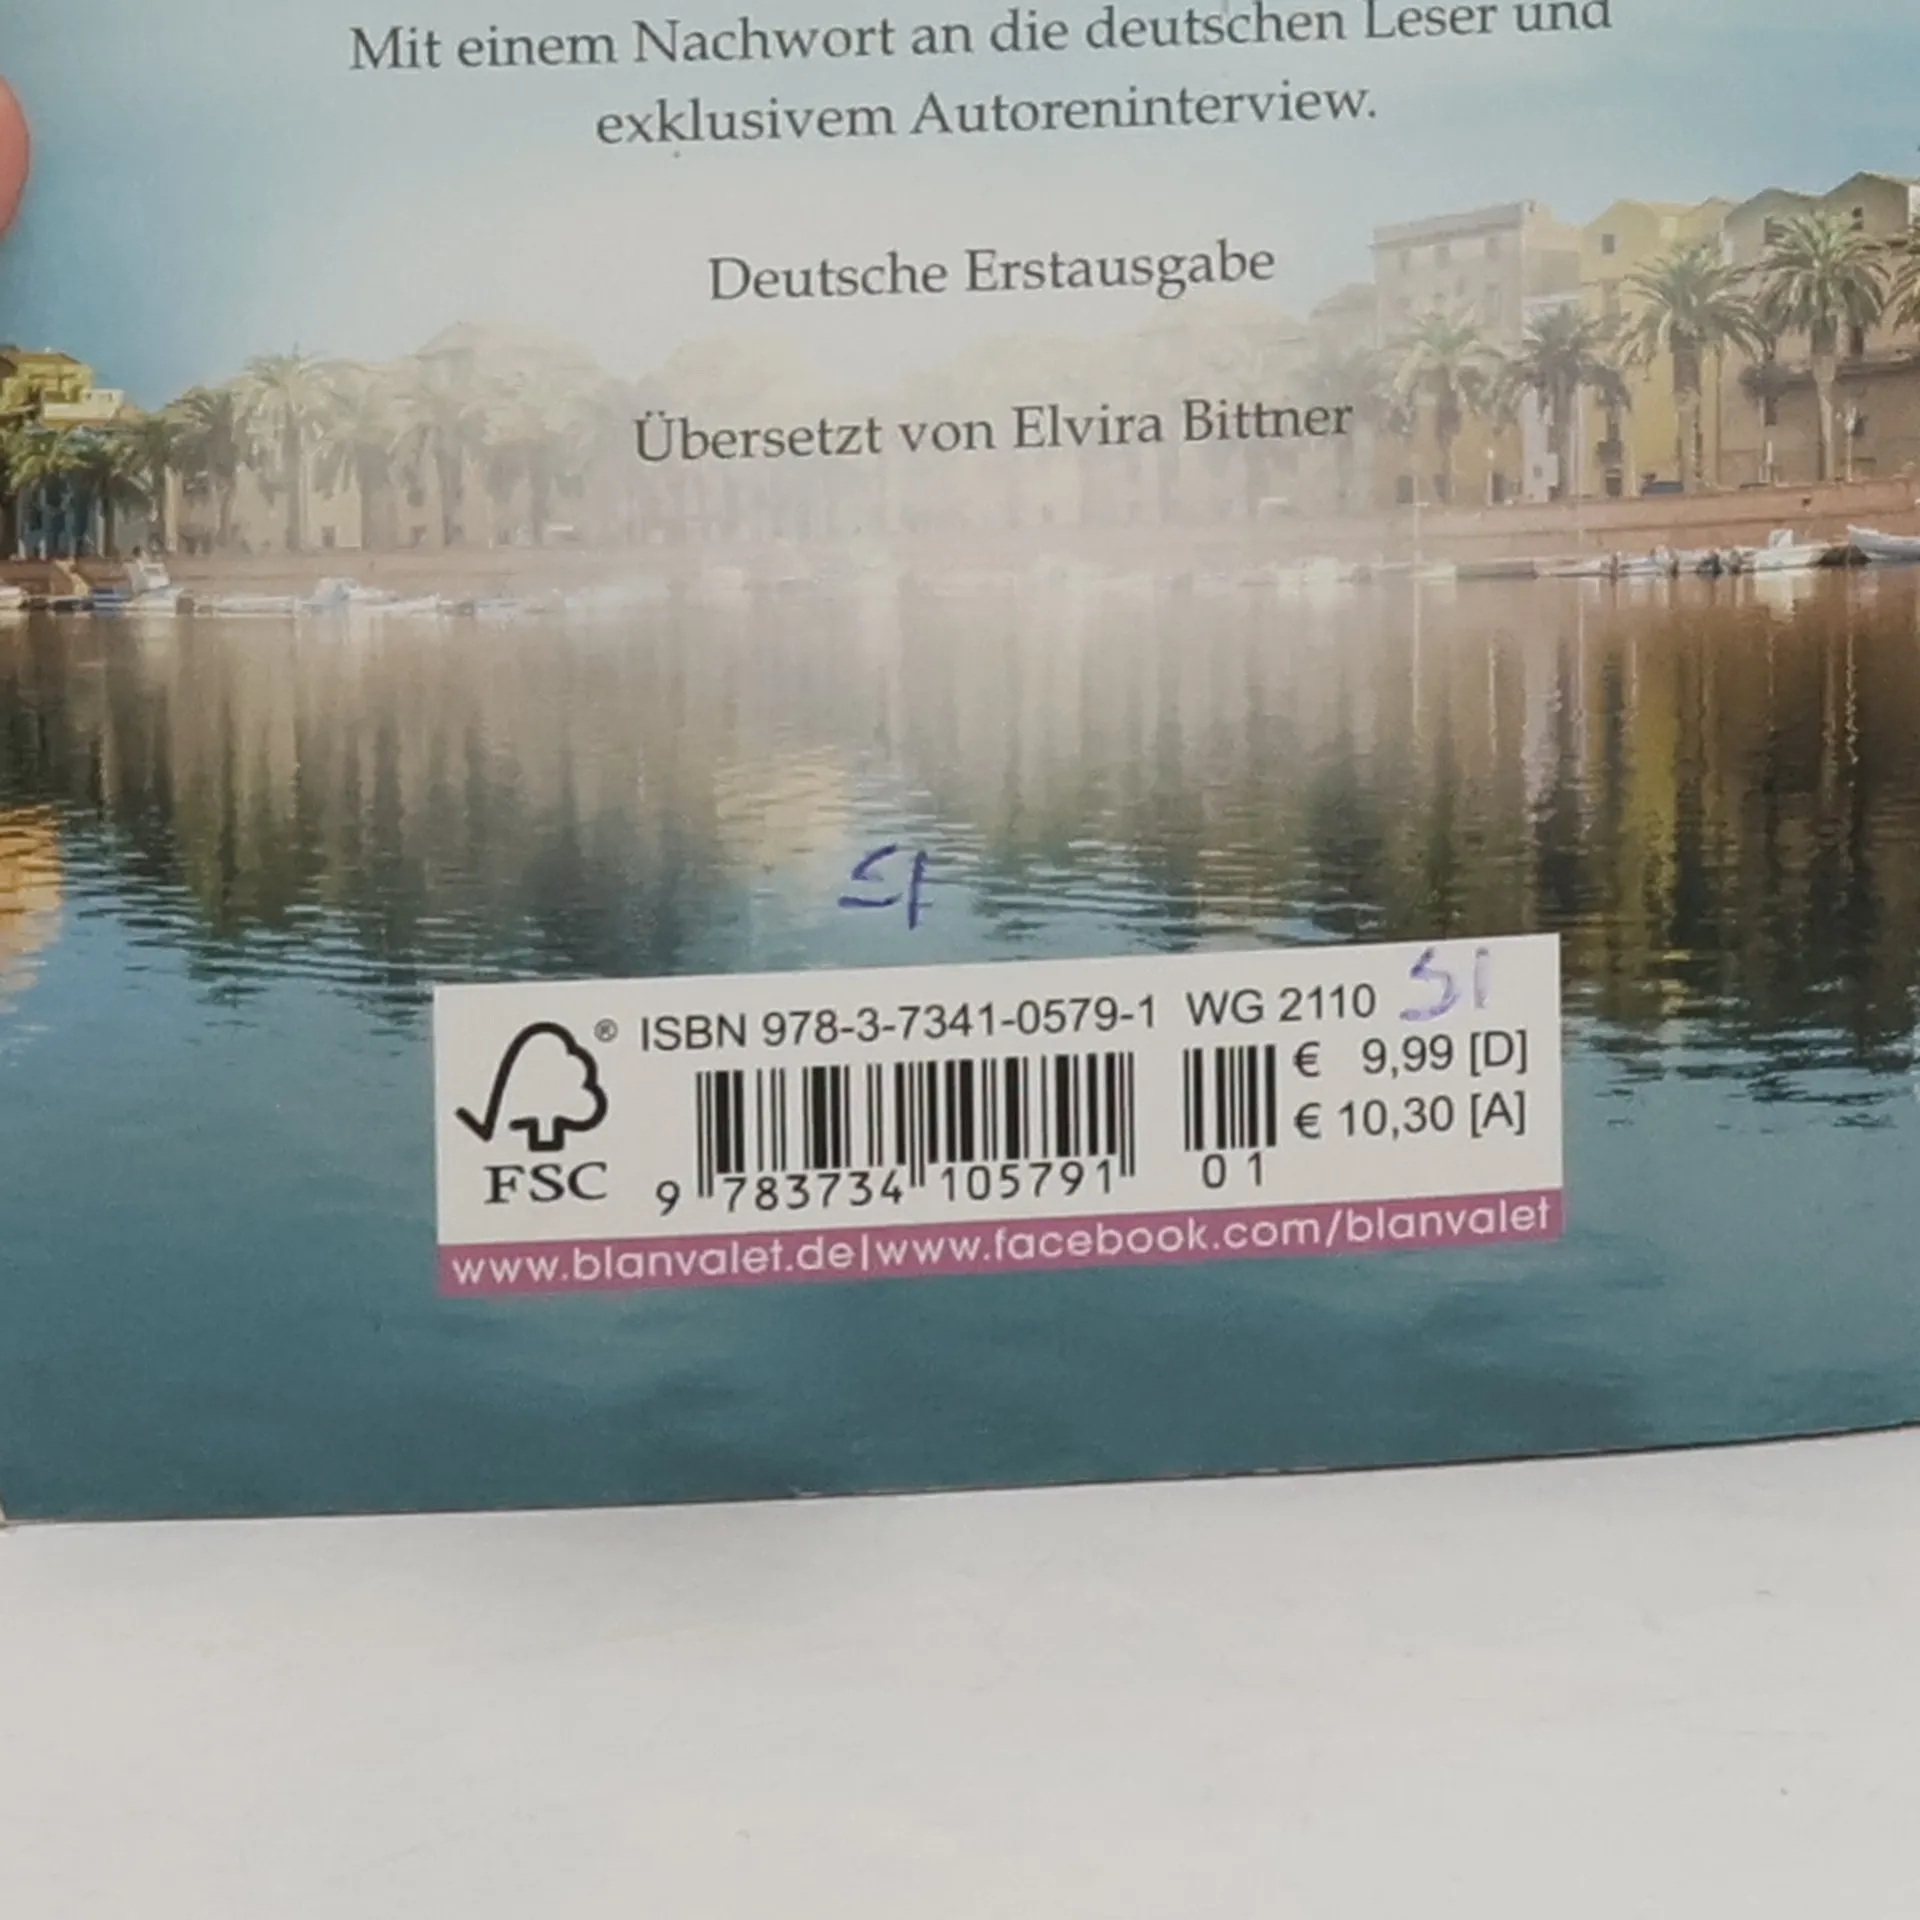 Mit einem Nachwort an die deutschen Leser und
exklusivem Autoreninterview.
Deutsche Erstausgabe
Übersetzt von Elvira Bittner
SI
® ISBN 978-3-7341-0579-1 WG 2110 SI
€ 9,99 [D]
€ 10,30 [A]
FSC
9 783734 105791 01
www.blanvalet.de|www.facebook.com/blanvalet